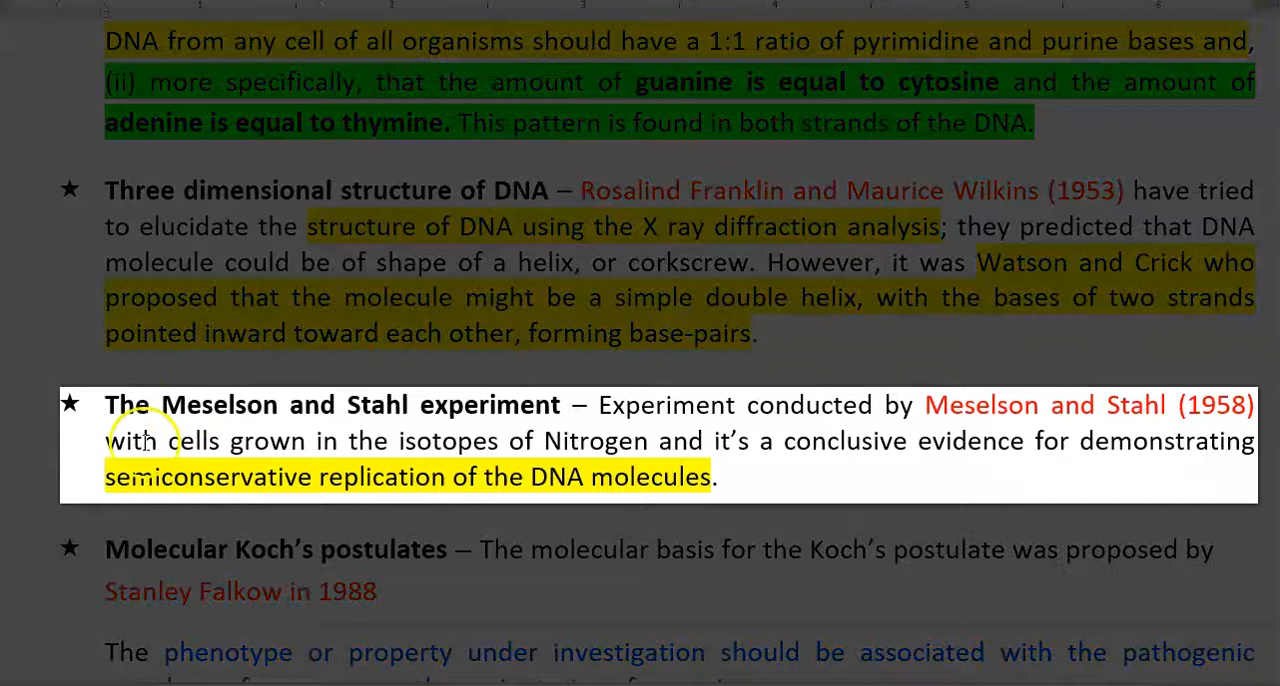 1 2 3 4 5 6
DNA from any cell of all organisms should have a 1:1 ratio of pyrimidine and purine bases and,
(ii) more specifically, that the amount of guanine is equal to cytosine and the amount of
adenine is equal to thymine. This pattern is found in both strands of the DNA.
★ Three dimensional structure of DNA – Rosalind Franklin and Maurice Wilkins (1953) have tried
to elucidate the structure of DNA using the X ray diffraction analysis; they predicted that DNA
molecule could be of shape of a helix, or corkscrew. However, it was Watson and Crick who
proposed that the molecule might be a simple double helix, with the bases of two strands
pointed inward toward each other, forming base-pairs.
★ The Meselson and Stahl experiment – Experiment conducted by Meselson and Stahl (1958)
with cells grown in the isotopes of Nitrogen and it's a conclusive evidence for demonstrating
semiconservative replication of the DNA molecules.
★ Molecular Koch's postulates – The molecular basis for the Koch's postulate was proposed by
Stanley Falkow in 1988
The phenotype or property under investigation should be associated with the pathogenic